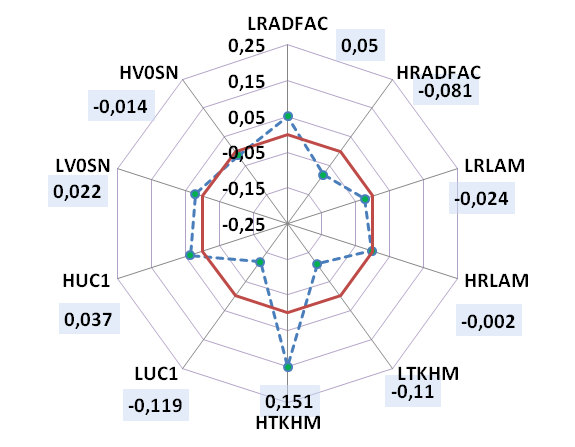 LRADFAC
0,25
0,05
HV0SN
HRADFAC
0,15
-0,081
-0,014
0,05
LV0SN
-0,05
LRLAM
0,022
-0,15
-0,024
-0,25
HUC1
HRLAM
0,037
-0,002
LUC1
LTKHM
-0,119
0,151
-0,11
HTKHM